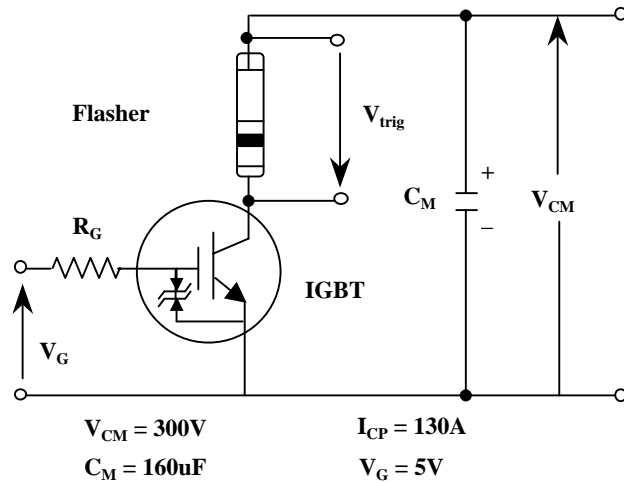 Flasher
V_trig
+
R_G
C_M
V_CM
−
IGBT
V_G
V_CM = 300V I_CP = 130A
C_M = 160uF V_G = 5V